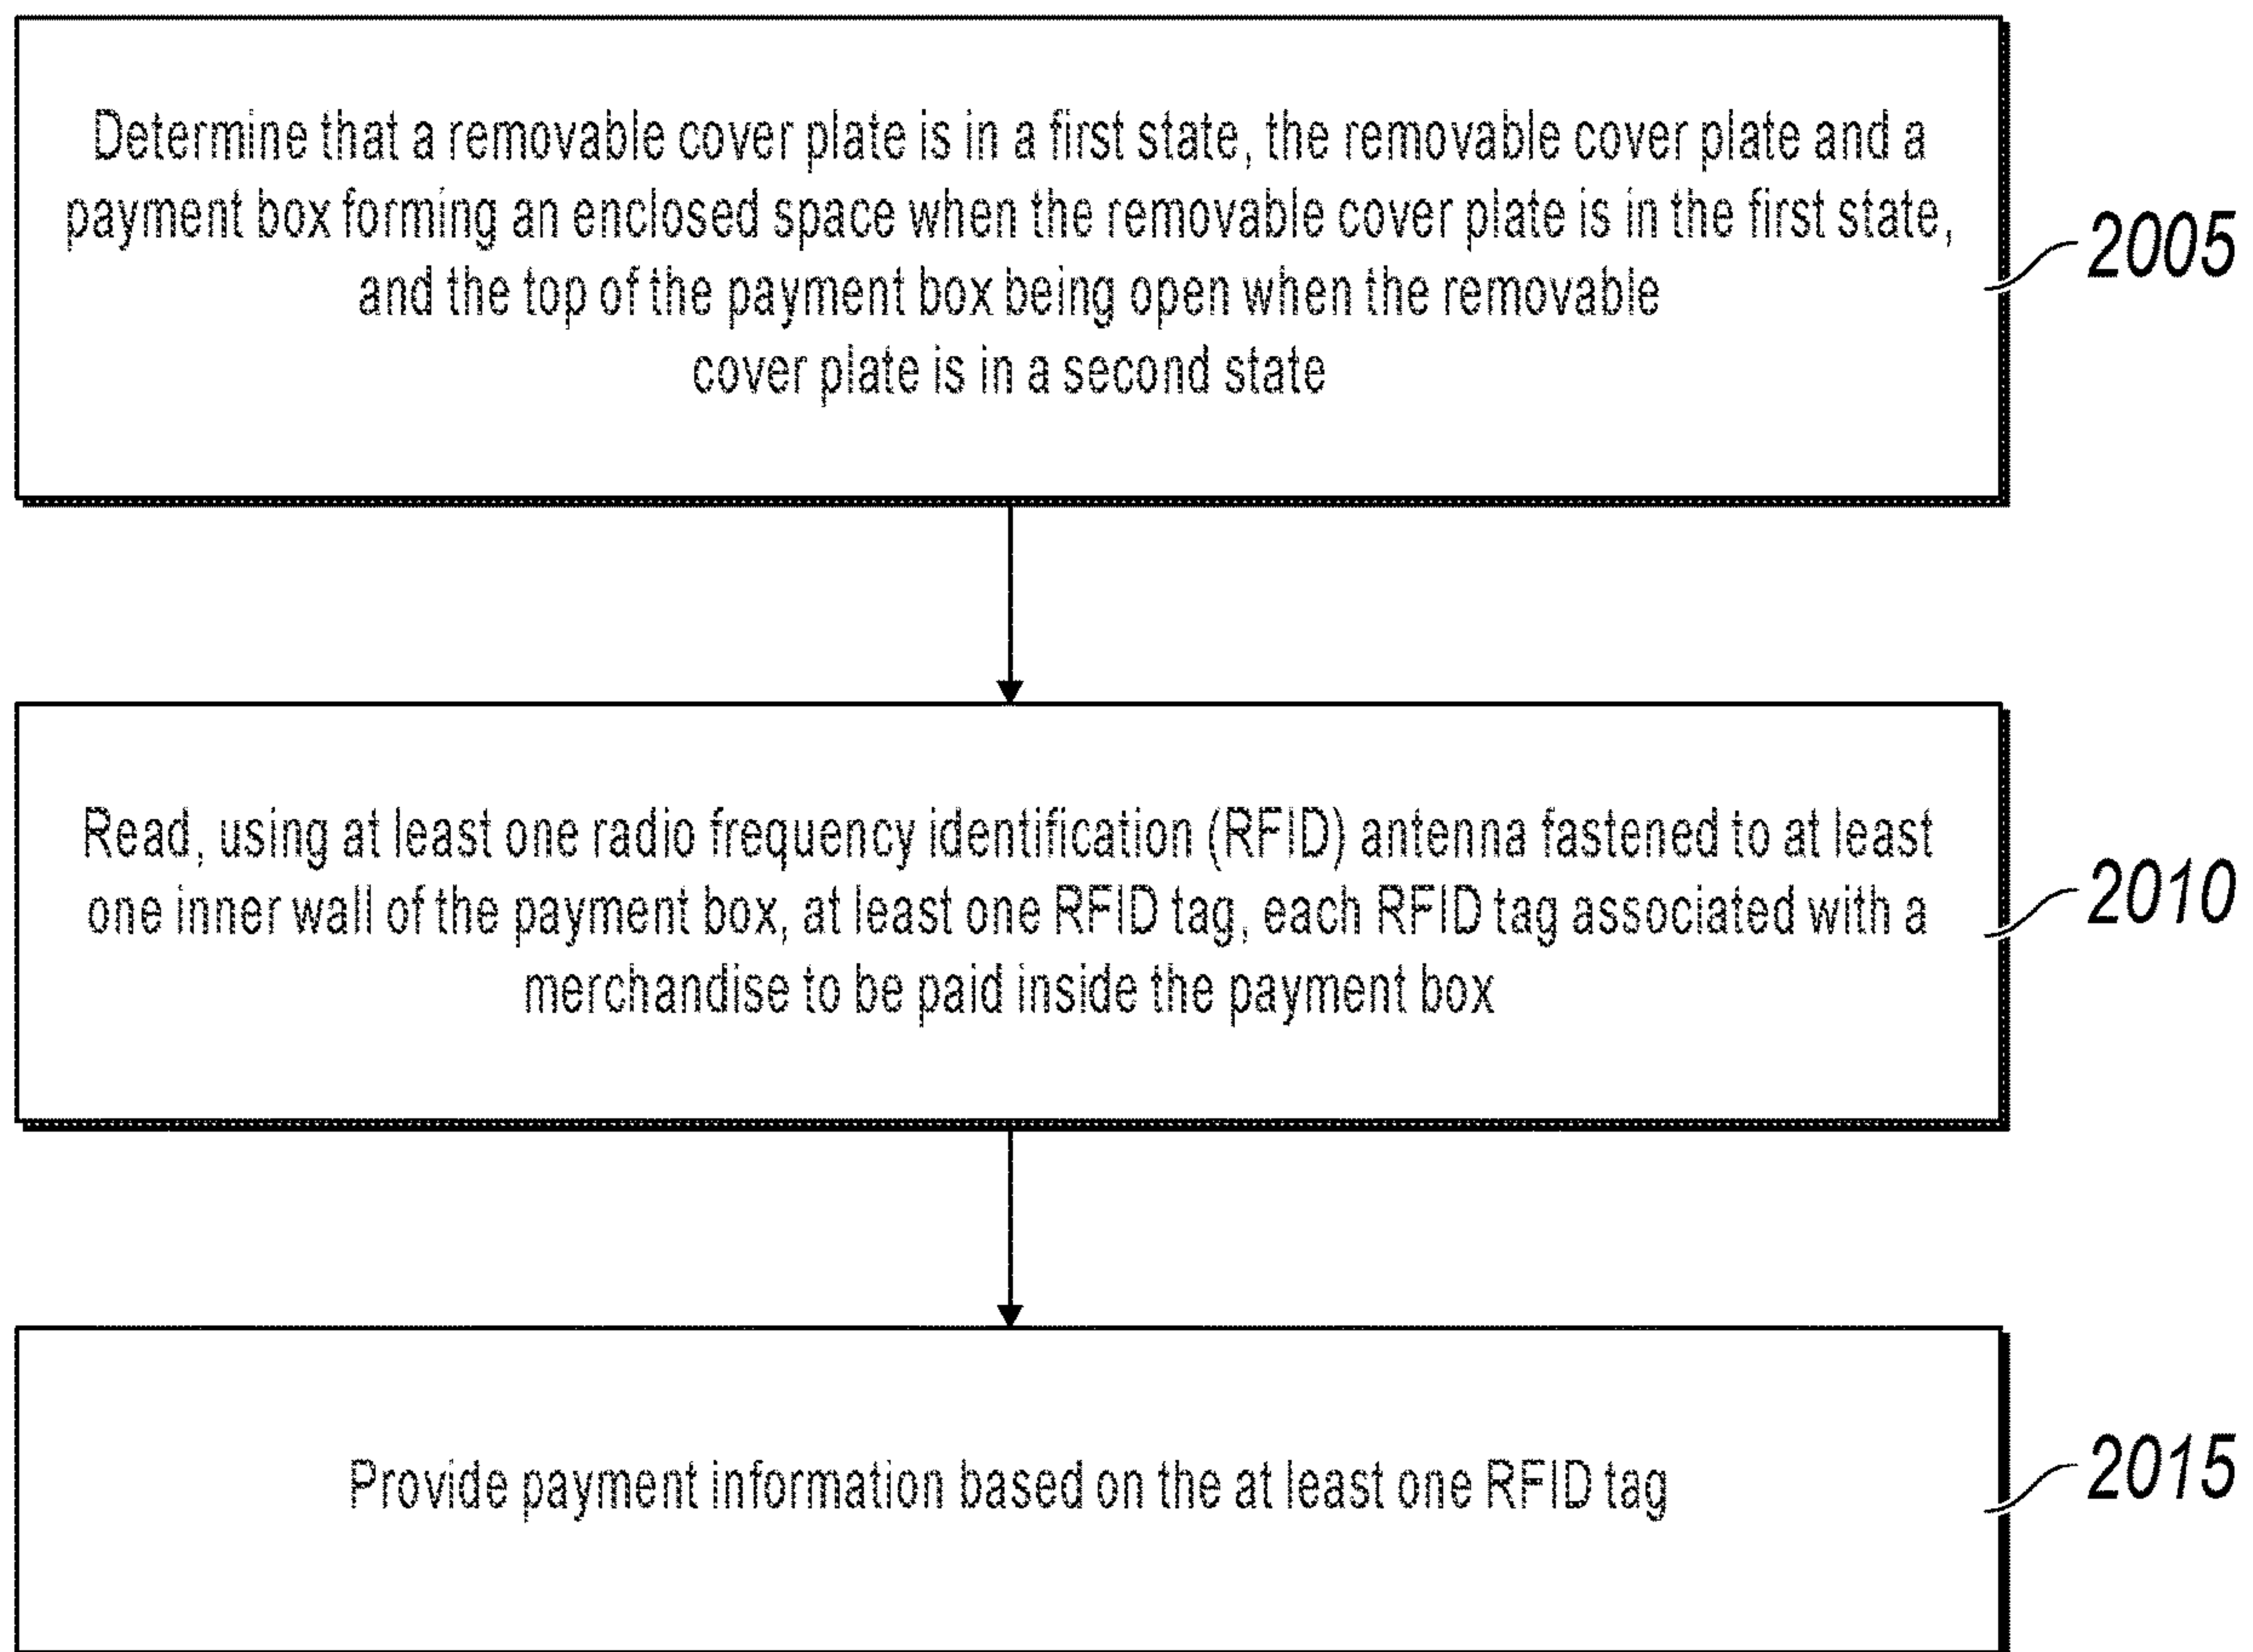 Determine that a removable cover plate is in a first state, the removable cover plate and a
payment box forming an enclosed space when the removable cover plate is in the first state,
and the top of the payment box being open when the removable
cover plate is in a second state
2005
Read, using at least one radio frequency identification (RFID) antenna fastened to at least
one inner wall of the payment box, at least one RFID tag, each RFID tag associated with a
merchandise to be paid inside the payment box
2010
Provide payment information based on the at least one RFID tag
2015